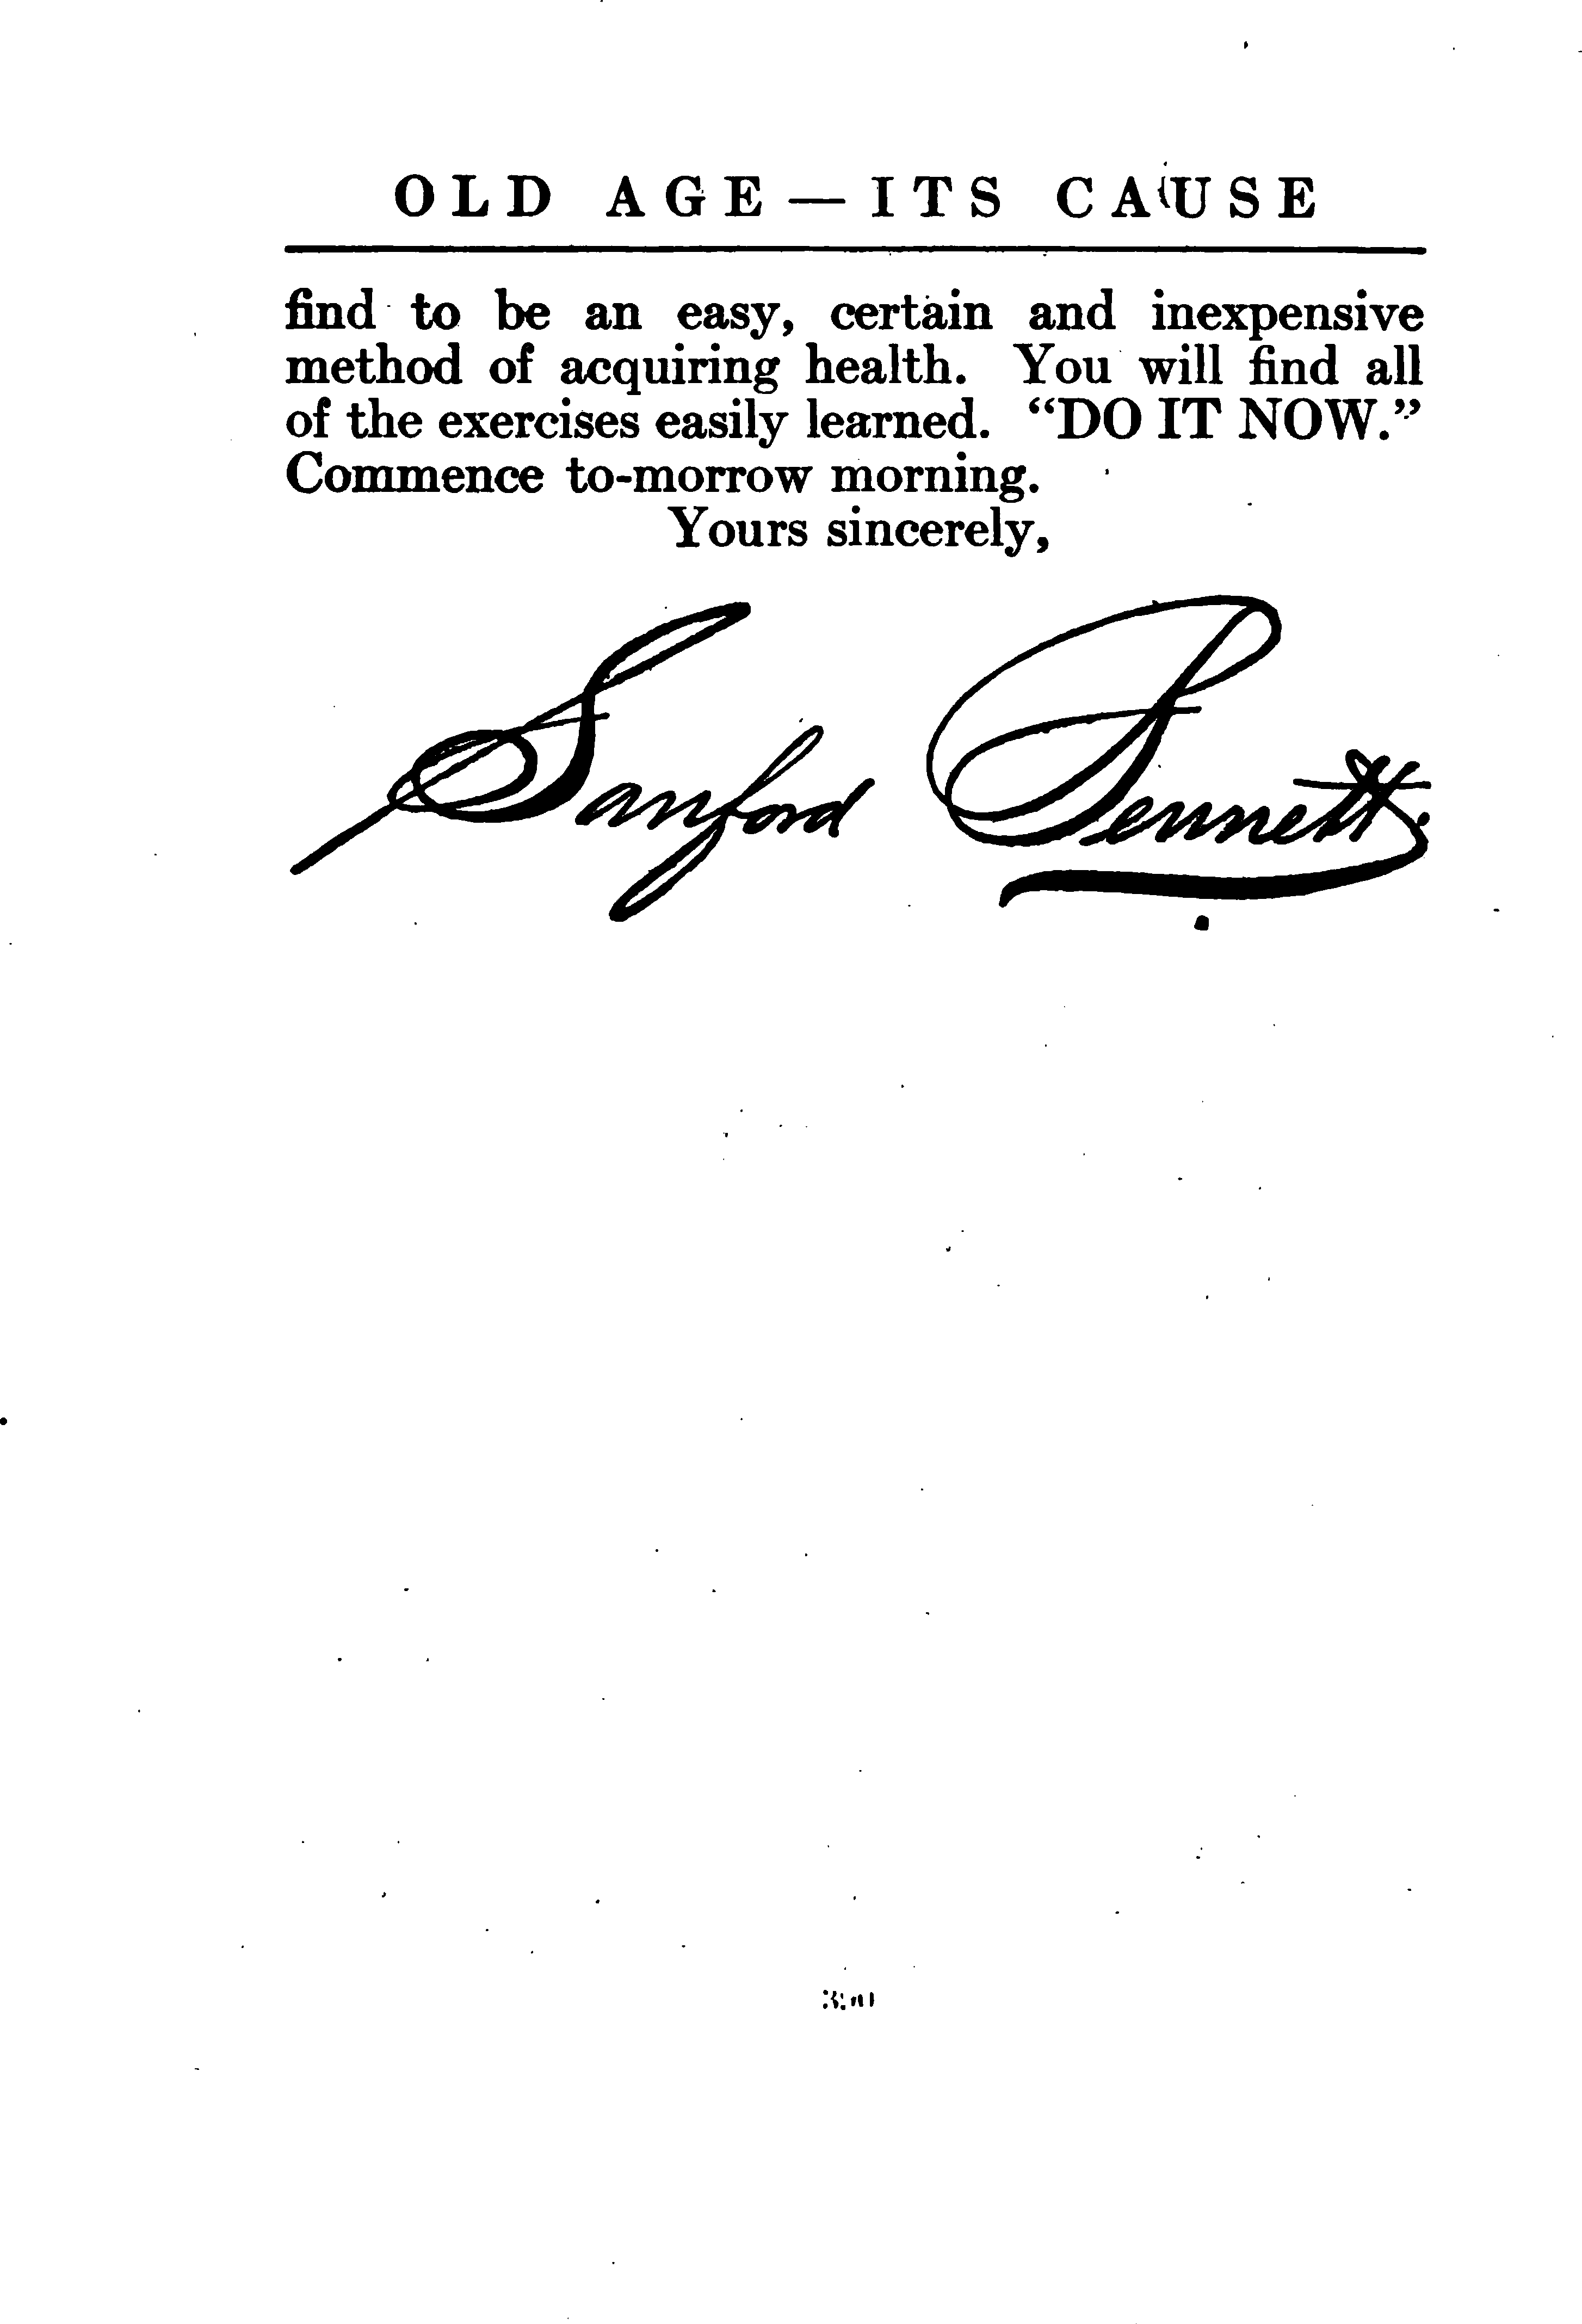 OLD AGE — ITS CAUSE
find to be an easy, certain and inexpensive
method of acquiring health. You will find all
of the exercises easily learned. “DO IT NOW.”
Commence to-morrow morning.
Yours sincerely,
Sanford Bennett.